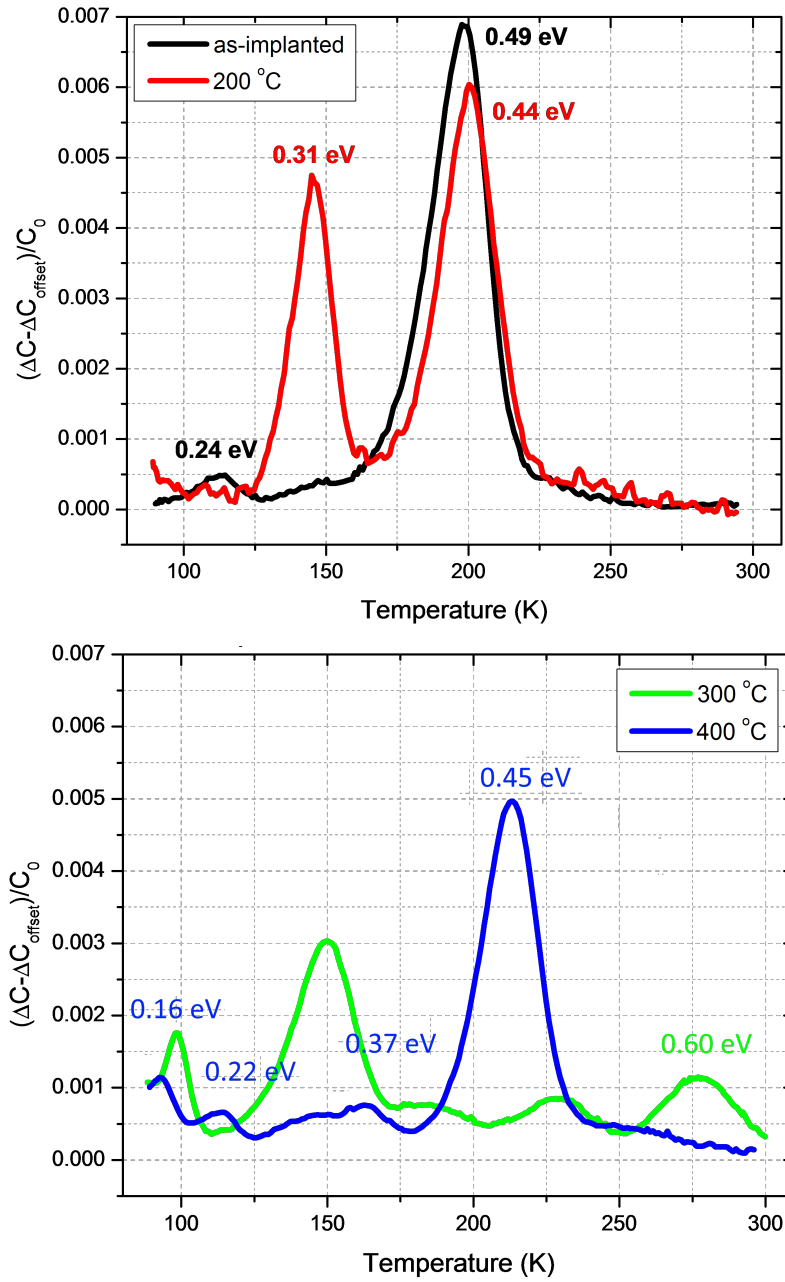 0.007
0.006
0.005
0.004
0.003
0.002
0.001
0.000
(ΔC-ΔC_offset)/C_0
as-implanted
200 °C
0.49 eV
0.44 eV
0.31 eV
0.24 eV
100 150 200 250 300
Temperature (K)
0.007
0.006
0.005
0.004
0.003
0.002
0.001
0.000
(ΔC-ΔC_offset)/C_0
300 °C
400 °C
0.45 eV
0.16 eV
0.37 eV
0.60 eV
0.22 eV
100 150 200 250 300
Temperature (K)